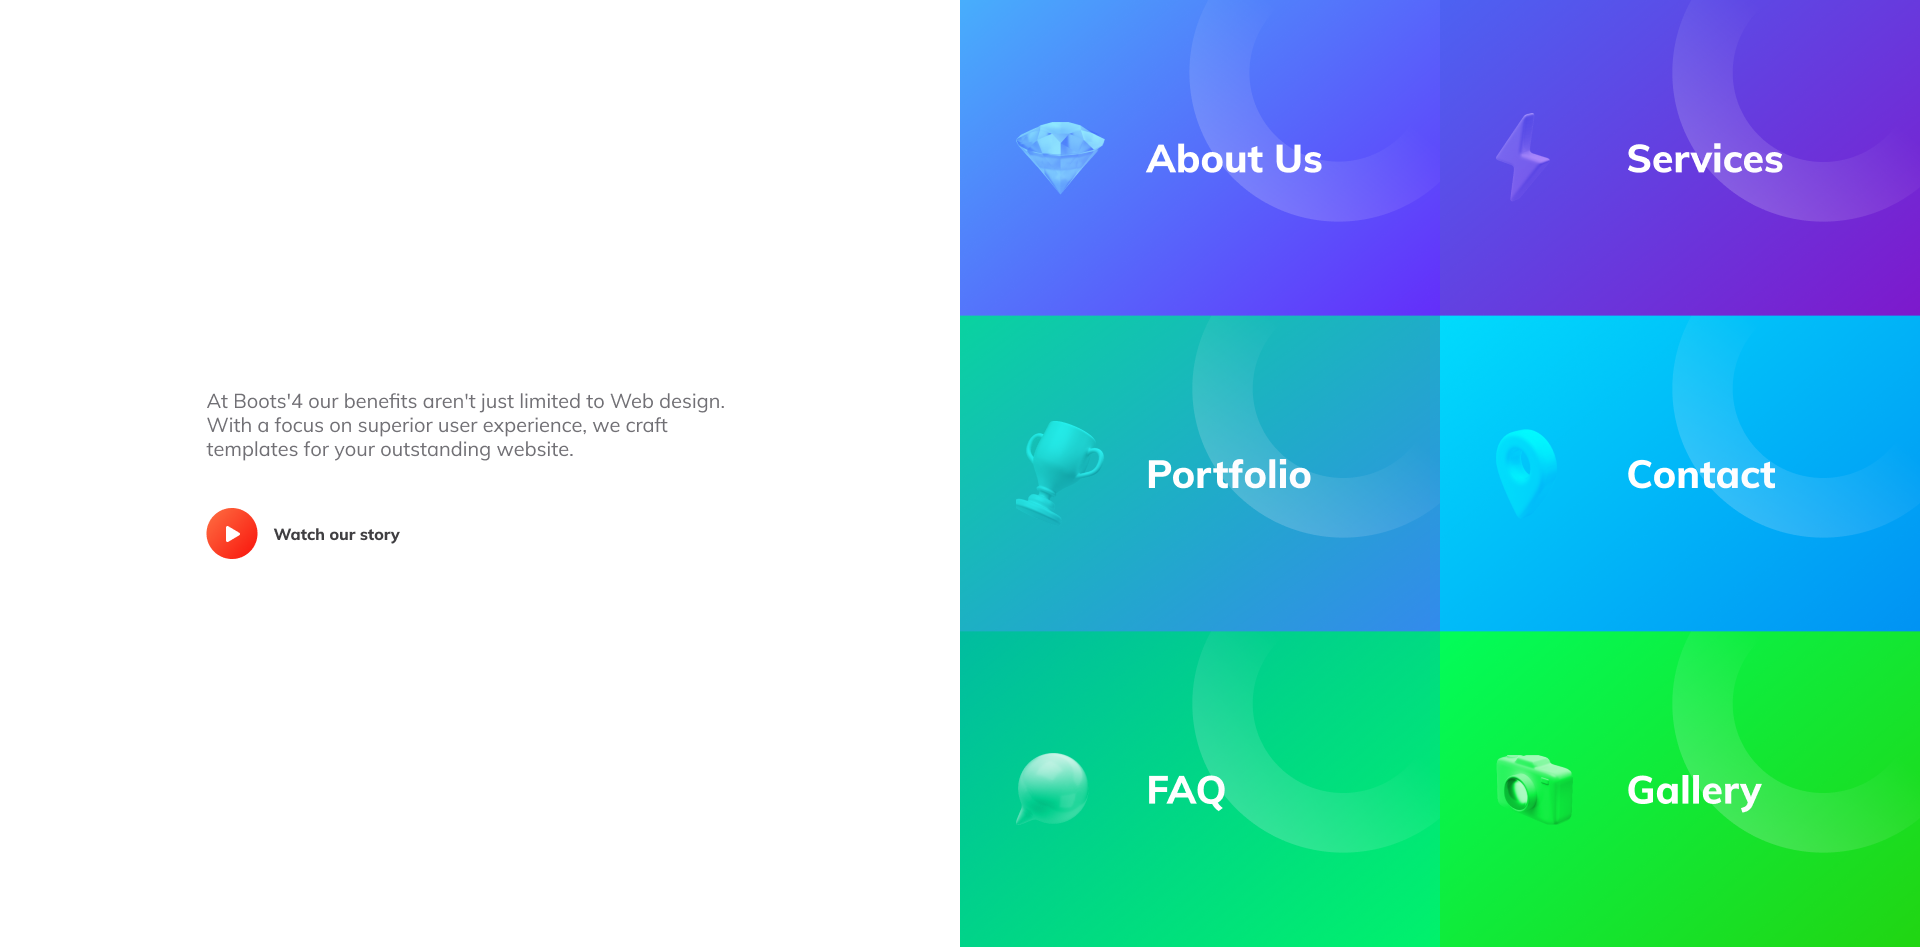 At Boots'4 our benefits aren't just limited to Web design.
With a focus on superior user experience, we craft
templates for your outstanding website.
Watch our story
About Us
Services
Portfolio
Contact
FAQ
Gallery